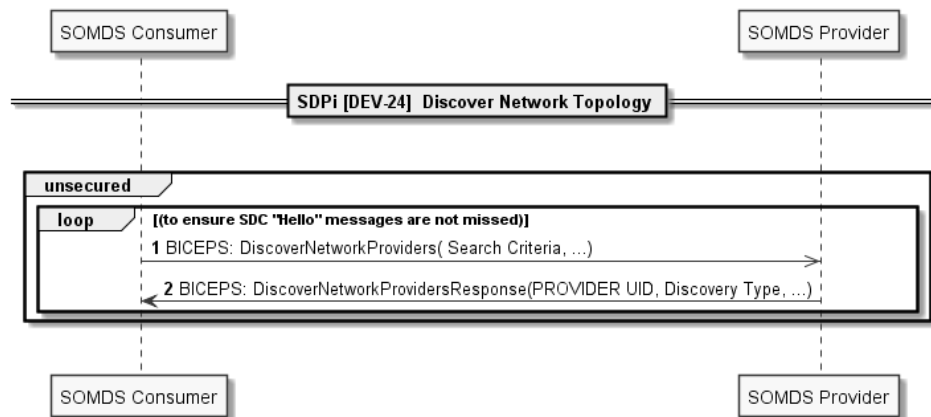 SOMDS Consumer
SOMDS Provider
SDPi [DEV-24]  Discover Network Topology
unsecured
loop
[(to ensure SDC "Hello" messages are not missed)]
1 BICEPS: DiscoverNetworkProviders( Search Criteria, ...)
2 BICEPS: DiscoverNetworkProvidersResponse(PROVIDER UID, Discovery Type, ...)
SOMDS Consumer
SOMDS Provider